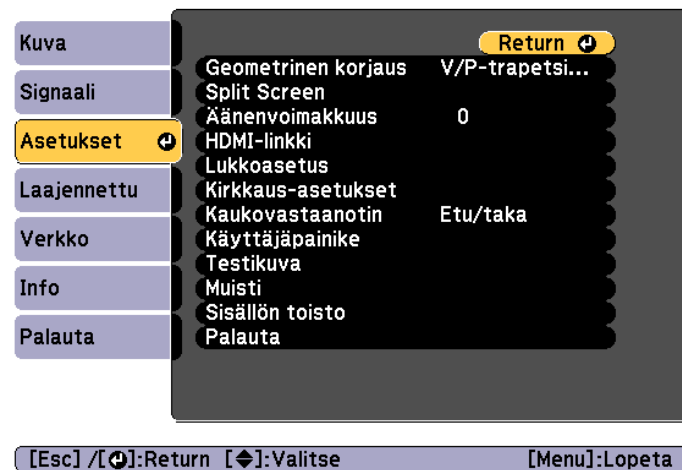 Kuva
Signaali
Asetukset
Laajennettu
Verkko
Info
Palauta
Return
Geometrinen korjaus V/P-trapetsi...
Split Screen
Äänenvoimakkuus 0
HDMI-linkki
Lukkoasetus
Kirkkaus-asetukset
Kaukovastaanotin Etu/taka
Käyttäjäpainike
Testikuva
Muisti
Sisällön toisto
Palauta
[Esc] /[⏎]:Return [◆]:Valitse [Menu]:Lopeta